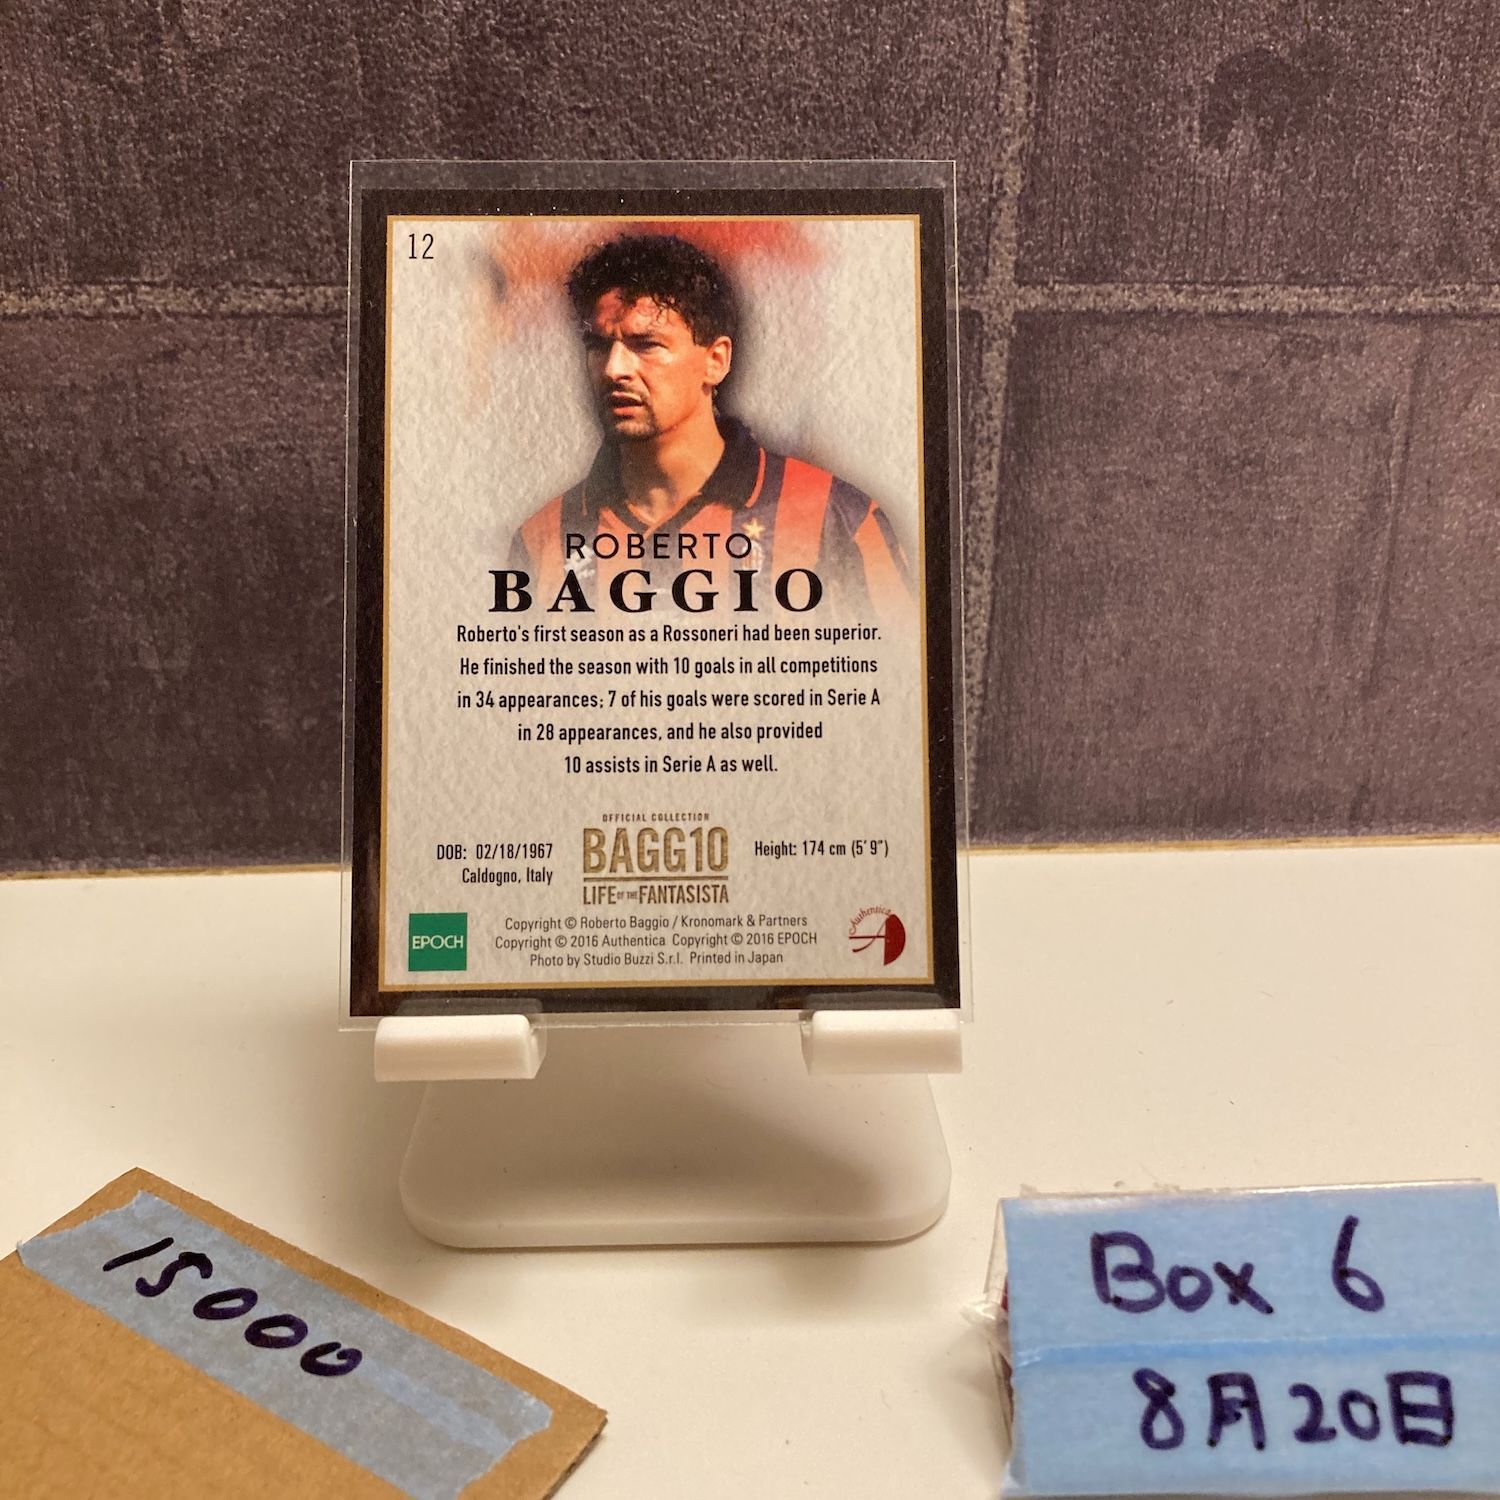 12
ROBERTO
BAGGIO
Roberto's first season as a Rossoneri had been superior.
He finished the season with 10 goals in all competitions
in 34 appearances; 7 of his goals were scored in Serie A
in 28 appearances, and he also provided
10 assists in Serie A as well.
OFFICIAL COLLECTION
BAGG10
LIFE OF THE FANTASISTA
DOB: 02/18/1967
Caldogno, Italy
Height: 174 cm (5' 9")
EPOCH
Copyright © Roberto Baggio / Kronomark & Partners
Copyright © 2016 Authentica Copyright © 2016 EPOCH
Photo by Studio Buzzi S.r.l. Printed in Japan
Authentica
A
15000
Box 6
8月20日